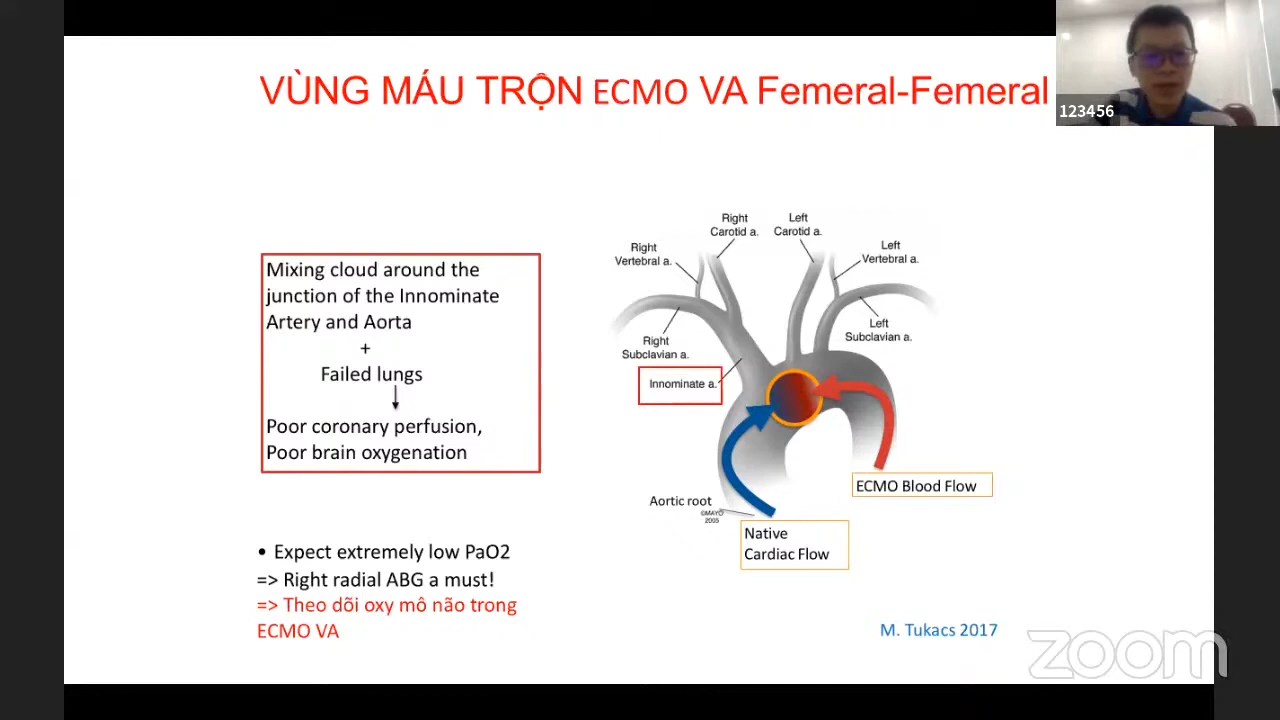 VÙNG MÁU TRỘN ECMO VA Femeral-Femeral
123456
Mixing cloud around the
junction of the Innominate
Artery and Aorta
+
Failed lungs
Poor coronary perfusion,
Poor brain oxygenation
Right
Carotid a.
Left
Carotid a.
Right
Vertebral a.
Left
Vertebral a.
Right
Subclavian a.
Left
Subclavian a.
Innominate a.
Aortic root
©MAYO
2005
ECMO Blood Flow
Native
Cardiac Flow
• Expect extremely low PaO2
=> Right radial ABG a must!
=> Theo dõi oxy mô não trong
ECMO VA
M. Tukacs 2017
zoom